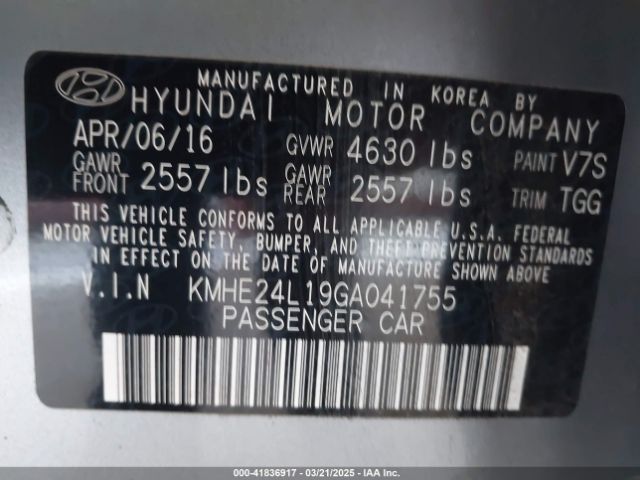 MANUFACTURED IN KOREA BY
HYUNDAI MOTOR COMPANY
APR/06/16 GVWR 4630 lbs PAINT V7S
GAWR FRONT 2557 lbs GAWR REAR 2557 lbs TRIM TGG
THIS VEHICLE CONFORMS TO ALL APPLICABLE U.S.A. FEDERAL
MOTOR VEHICLE SAFETY, BUMPER, AND THEFT PREVENTION STANDARDS
IN EFFECT ON THE DATE OF MANUFACTURE SHOWN ABOVE
V.I.N KMHE24L19GA041755
PASSENGER CAR
000-41836917 — 03/21/2025 — IAA Inc.